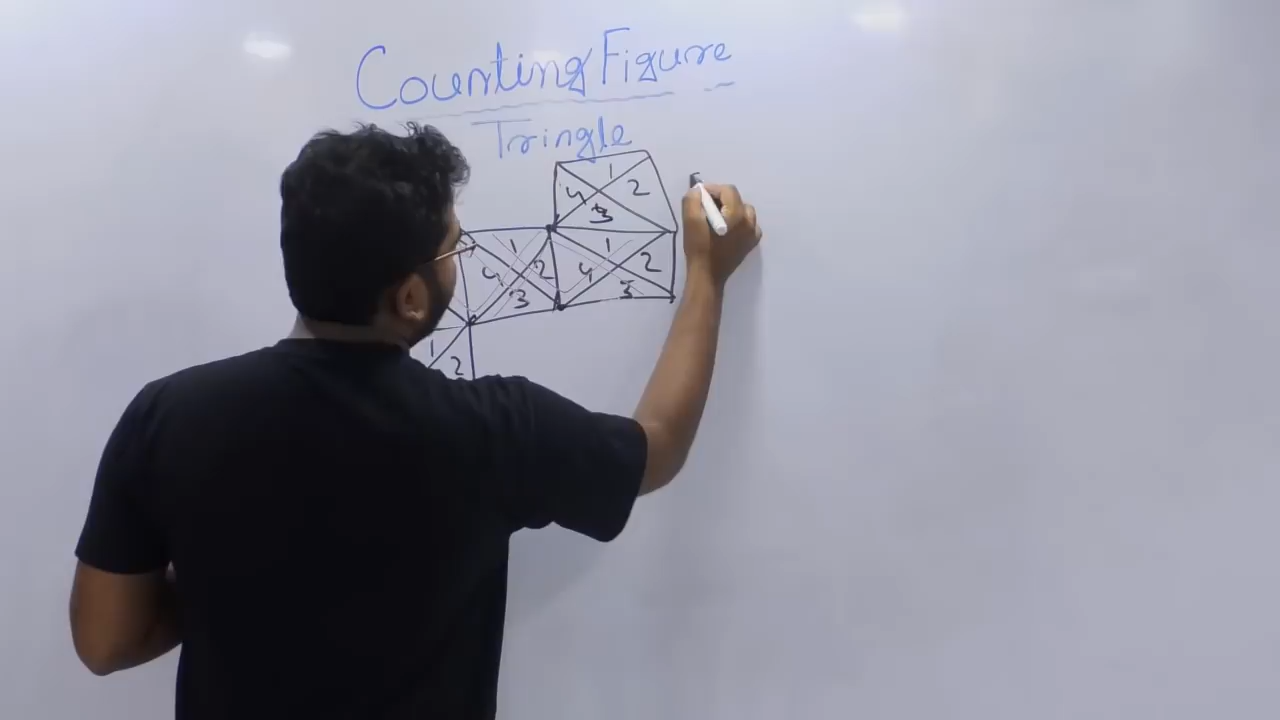 Counting Figure
Tringle
1
4 2
3
1 1
4 2 4 2
3 3
1 2